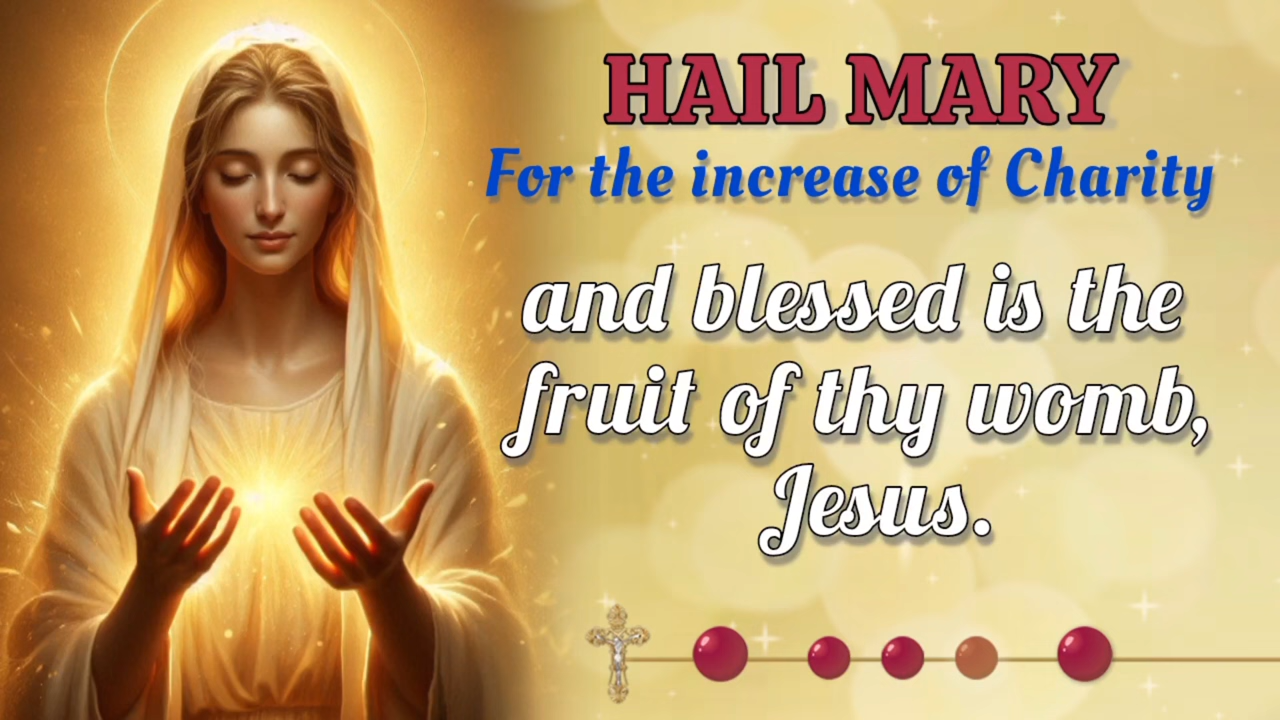 HAIL MARY
For the increase of Charity
and blessed is the
fruit of thy womb,
Jesus.